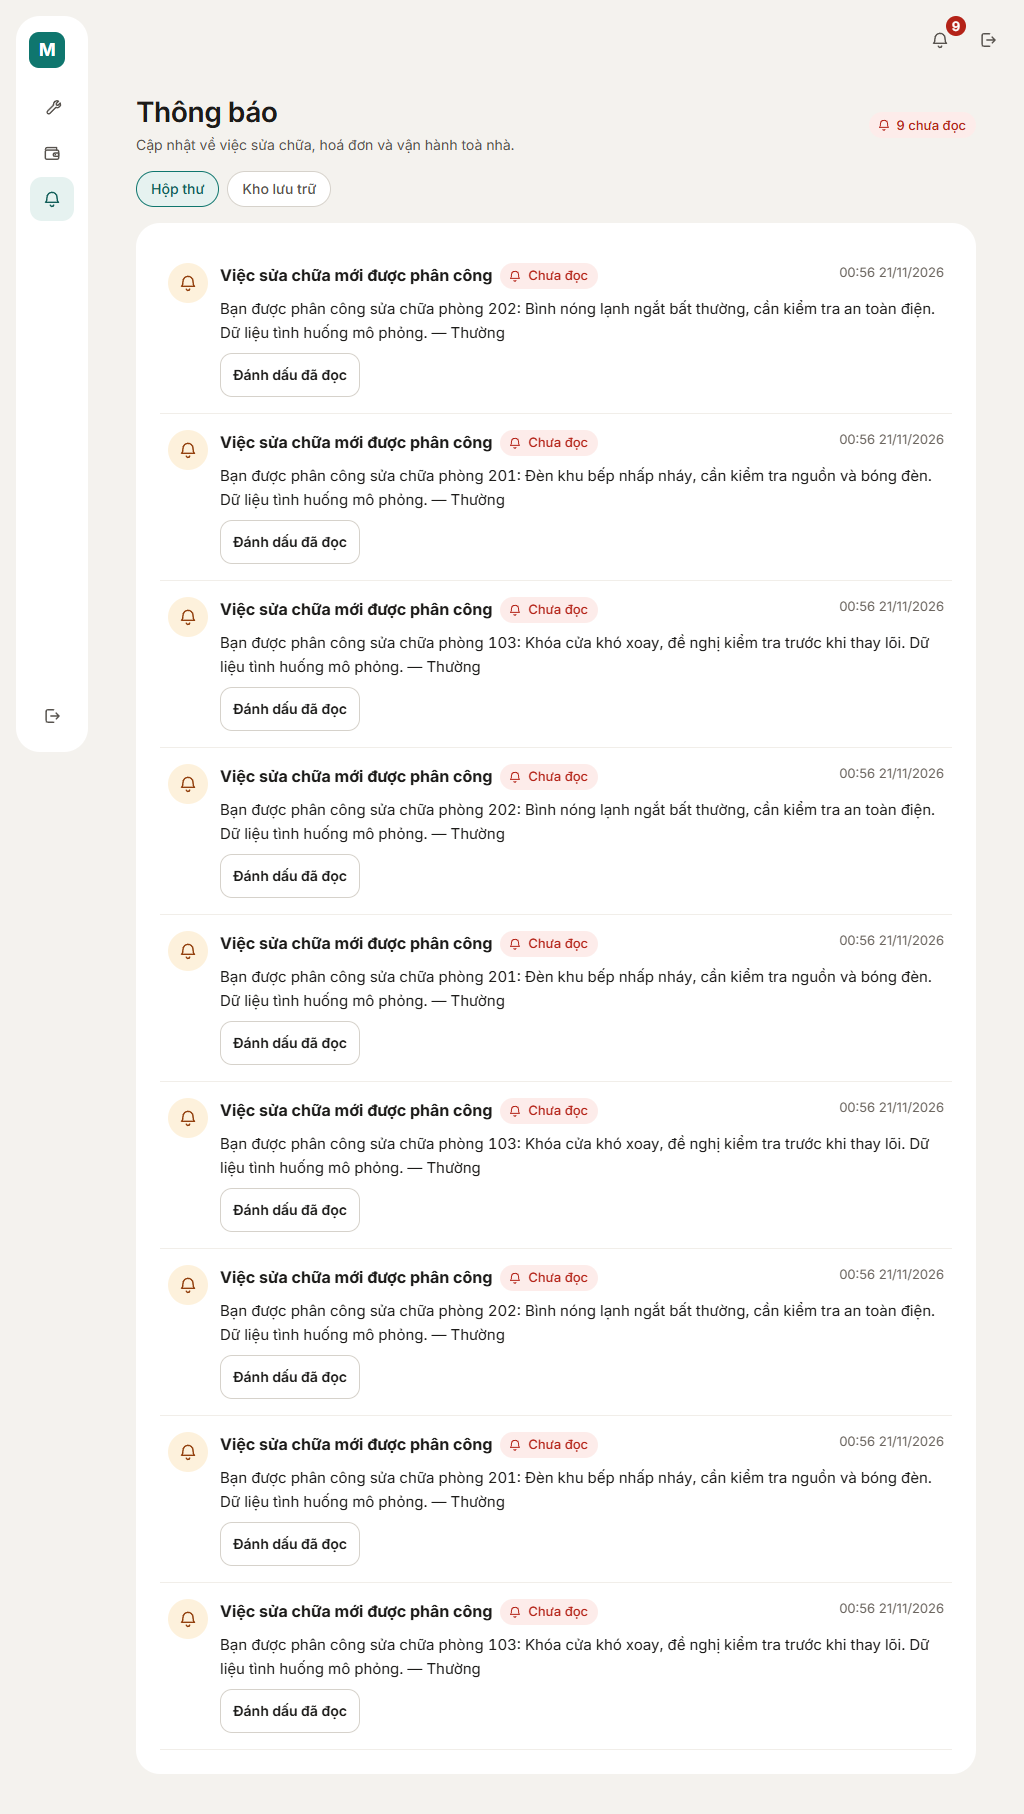 M
9
Thông báo
Cập nhật về việc sửa chữa, hoá đơn và vận hành toà nhà.
9 chưa đọc
Hộp thư
Kho lưu trữ
Việc sửa chữa mới được phân công
Chưa đọc
00:56 21/11/2026
Bạn được phân công sửa chữa phòng 202: Bình nóng lạnh ngắt bất thường, cần kiểm tra an toàn điện.
Dữ liệu tình huống mô phỏng. — Thường
Đánh dấu đã đọc
Việc sửa chữa mới được phân công
Chưa đọc
00:56 21/11/2026
Bạn được phân công sửa chữa phòng 201: Đèn khu bếp nhấp nháy, cần kiểm tra nguồn và bóng đèn.
Dữ liệu tình huống mô phỏng. — Thường
Đánh dấu đã đọc
Việc sửa chữa mới được phân công
Chưa đọc
00:56 21/11/2026
Bạn được phân công sửa chữa phòng 103: Khóa cửa khó xoay, đề nghị kiểm tra trước khi thay lõi. Dữ
liệu tình huống mô phỏng. — Thường
Đánh dấu đã đọc
Việc sửa chữa mới được phân công
Chưa đọc
00:56 21/11/2026
Bạn được phân công sửa chữa phòng 202: Bình nóng lạnh ngắt bất thường, cần kiểm tra an toàn điện.
Dữ liệu tình huống mô phỏng. — Thường
Đánh dấu đã đọc
Việc sửa chữa mới được phân công
Chưa đọc
00:56 21/11/2026
Bạn được phân công sửa chữa phòng 201: Đèn khu bếp nhấp nháy, cần kiểm tra nguồn và bóng đèn.
Dữ liệu tình huống mô phỏng. — Thường
Đánh dấu đã đọc
Việc sửa chữa mới được phân công
Chưa đọc
00:56 21/11/2026
Bạn được phân công sửa chữa phòng 103: Khóa cửa khó xoay, đề nghị kiểm tra trước khi thay lõi. Dữ
liệu tình huống mô phỏng. — Thường
Đánh dấu đã đọc
Việc sửa chữa mới được phân công
Chưa đọc
00:56 21/11/2026
Bạn được phân công sửa chữa phòng 202: Bình nóng lạnh ngắt bất thường, cần kiểm tra an toàn điện.
Dữ liệu tình huống mô phỏng. — Thường
Đánh dấu đã đọc
Việc sửa chữa mới được phân công
Chưa đọc
00:56 21/11/2026
Bạn được phân công sửa chữa phòng 201: Đèn khu bếp nhấp nháy, cần kiểm tra nguồn và bóng đèn.
Dữ liệu tình huống mô phỏng. — Thường
Đánh dấu đã đọc
Việc sửa chữa mới được phân công
Chưa đọc
00:56 21/11/2026
Bạn được phân công sửa chữa phòng 103: Khóa cửa khó xoay, đề nghị kiểm tra trước khi thay lõi. Dữ
liệu tình huống mô phỏng. — Thường
Đánh dấu đã đọc